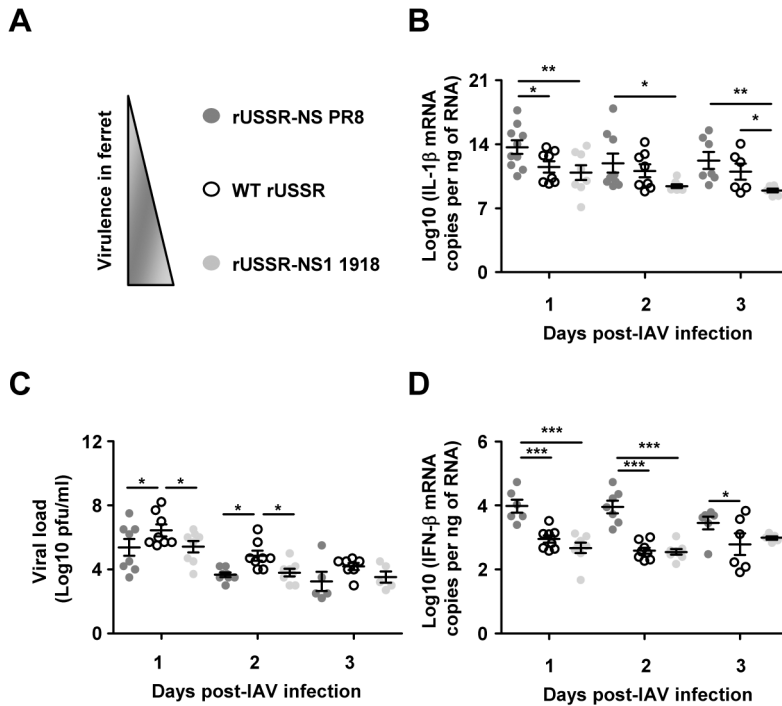 A
Virulence in ferret
rUSSR-NS PR8
WT rUSSR
rUSSR-NS1 1918
B
Log10 (IL-1β mRNA
copies per ng of RNA)
21
14
7
0
**
*
*
**
*
1 2 3
Days post-IAV infection
C
Viral load
(Log10 pfu/ml)
12
8
4
0
* *
* *
1 2 3
Days post-IAV infection
D
Log10 (IFN-β mRNA
copies per ng of RNA)
6
4
2
0
***
***
***
***
*
1 2 3
Days post-IAV infection